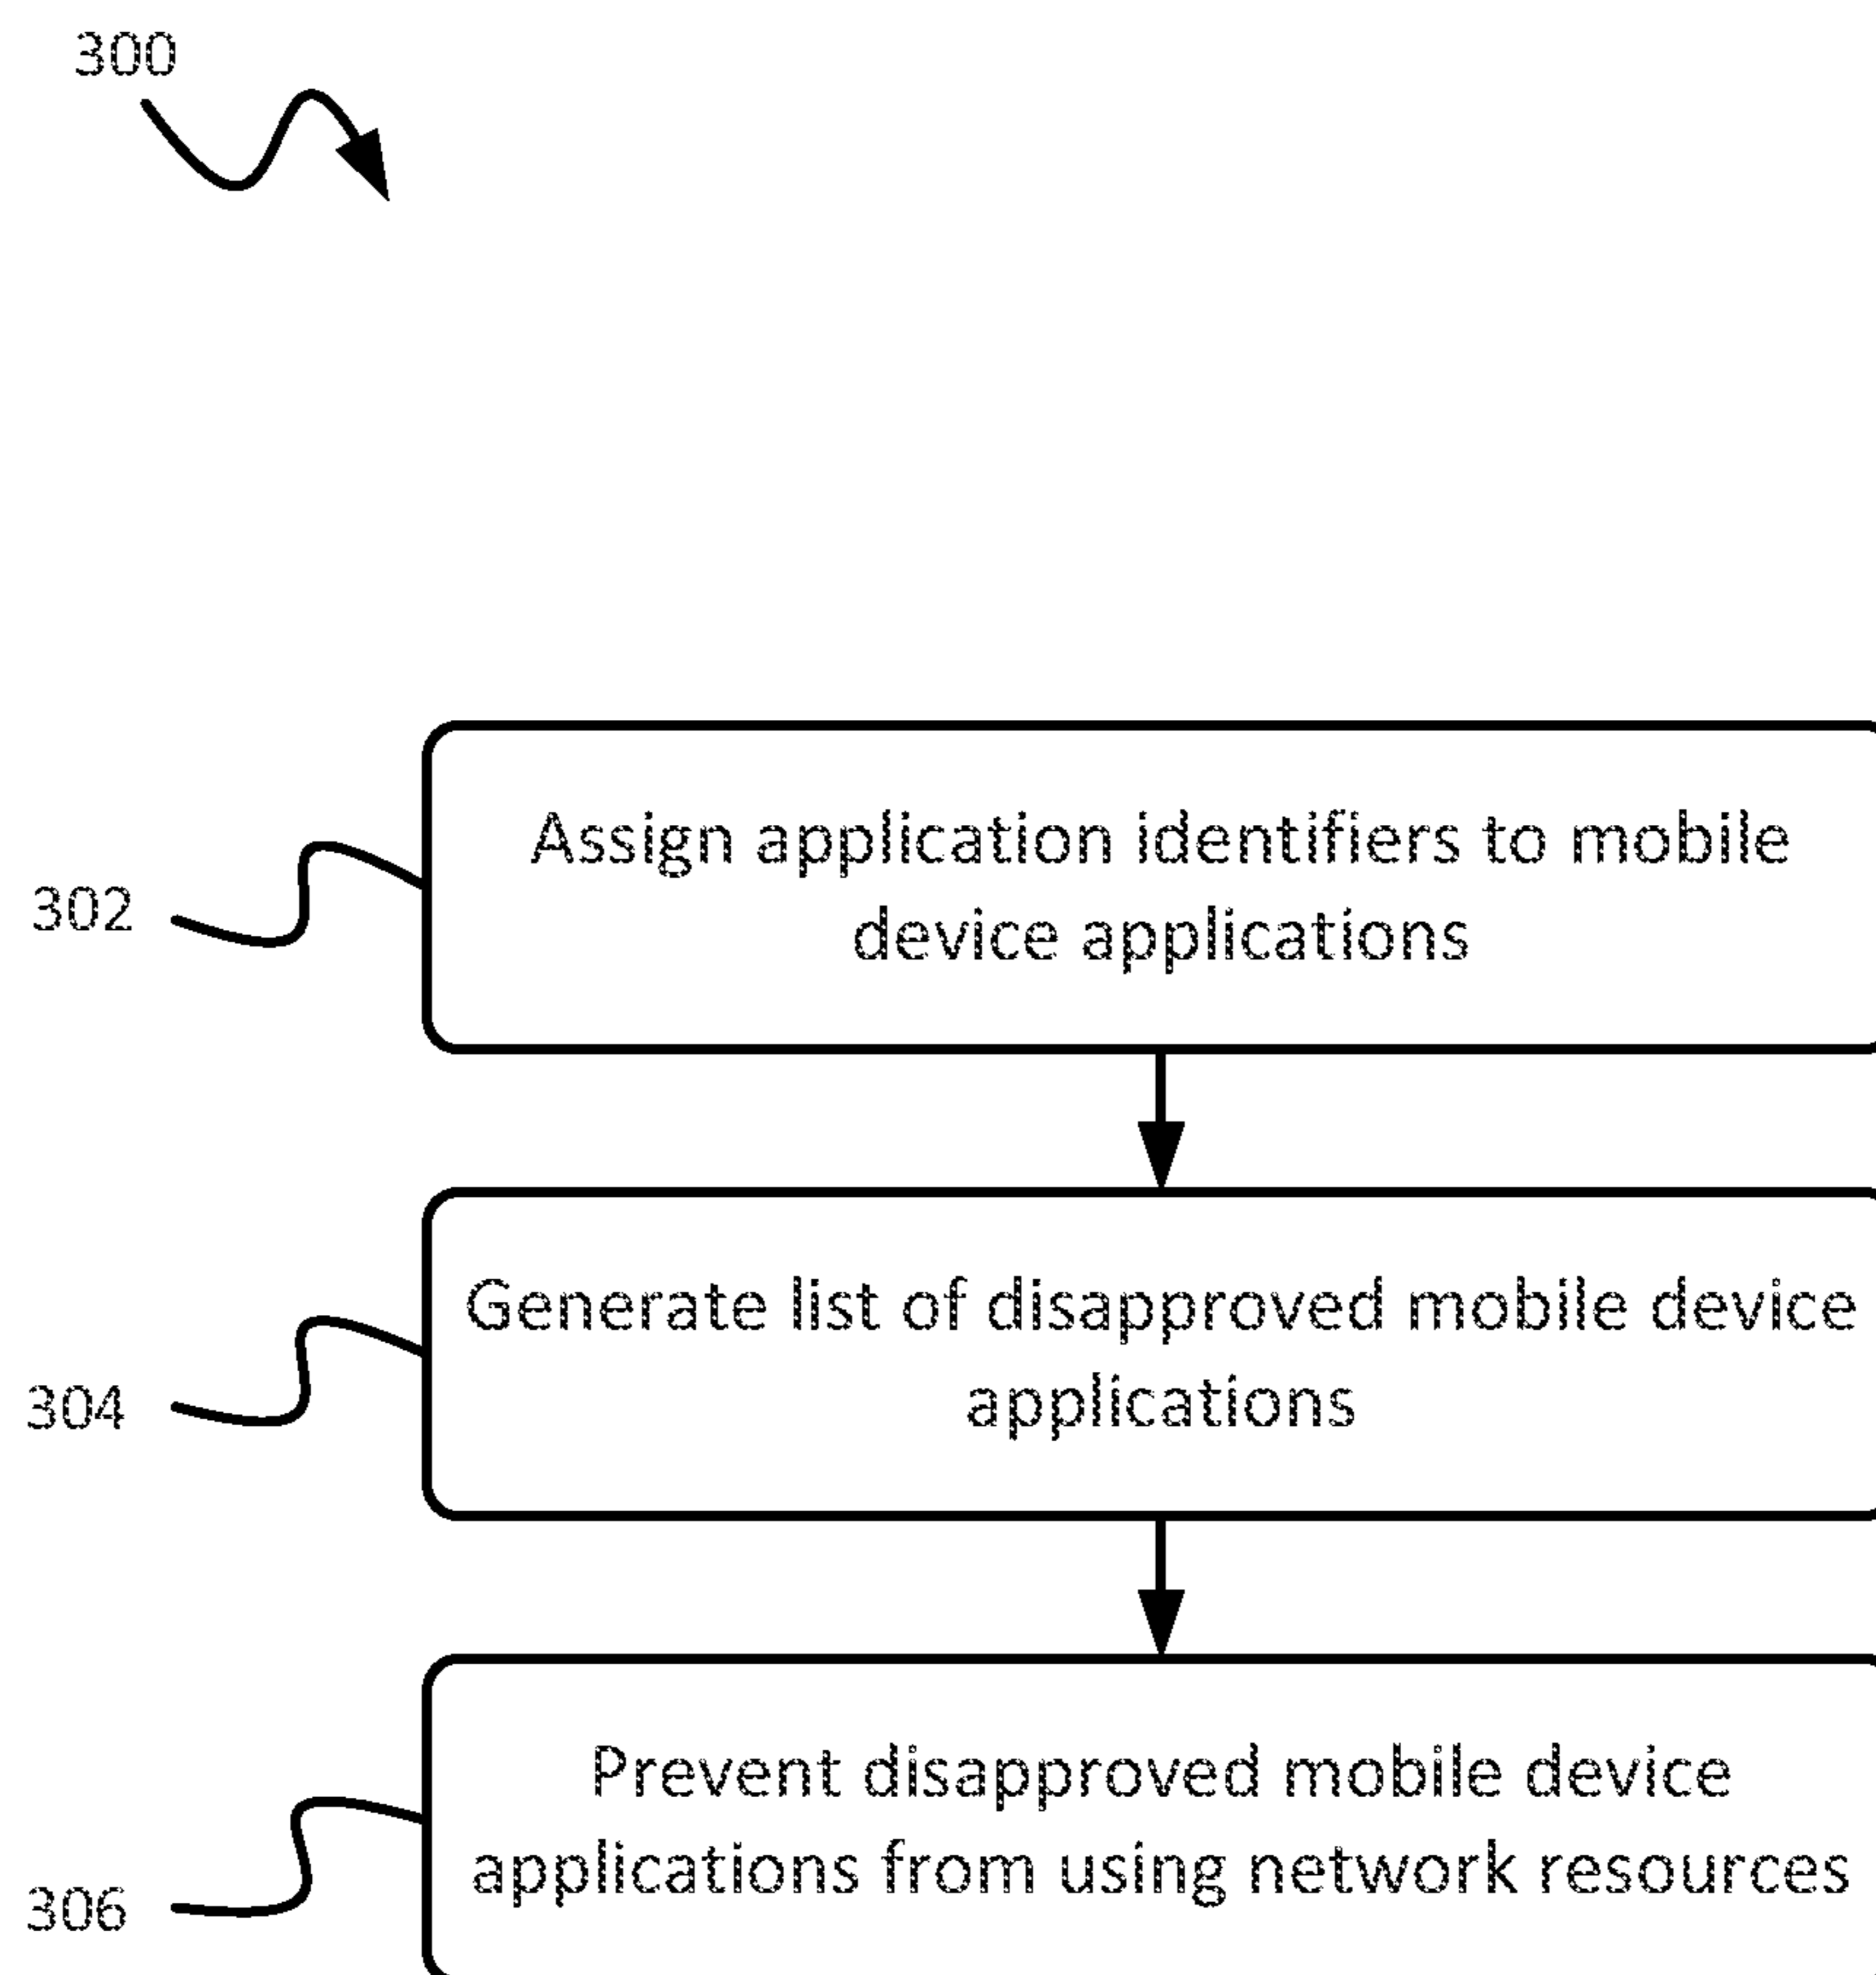 300
302
Assign application identifiers to mobile
device applications
304
Generate list of disapproved mobile device
applications
306
Prevent disapproved mobile device
applications from using network resources